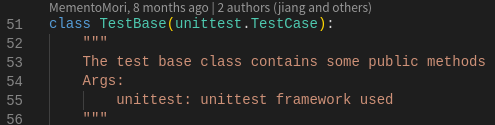 MementoMori, 8 months ago | 2 authors (jiang and others)
51 class TestBase(unittest.TestCase):
52 """
53 The test base class contains some public methods
54 Args:
55 unittest: unittest framework used
56 """